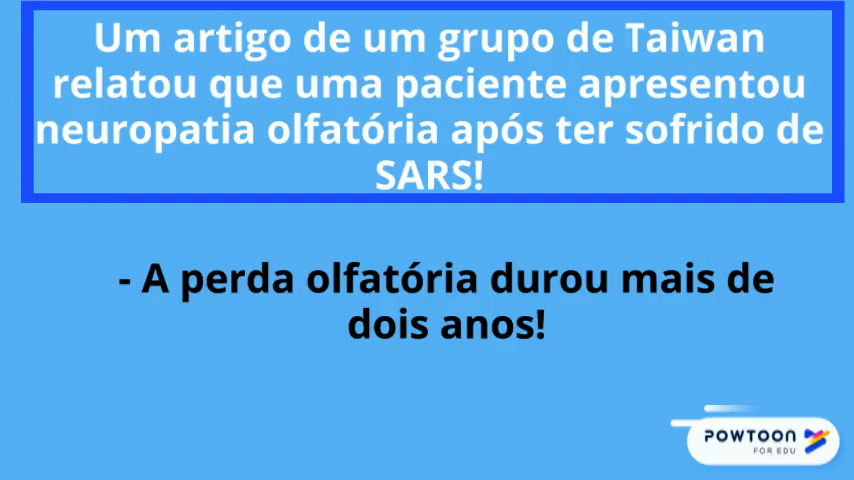 Um artigo de um grupo de Taiwan
relatou que uma paciente apresentou
neuropatia olfatória após ter sofrido de
SARS!
- A perda olfatória durou mais de
dois anos!
POWTOON
FOR EDU